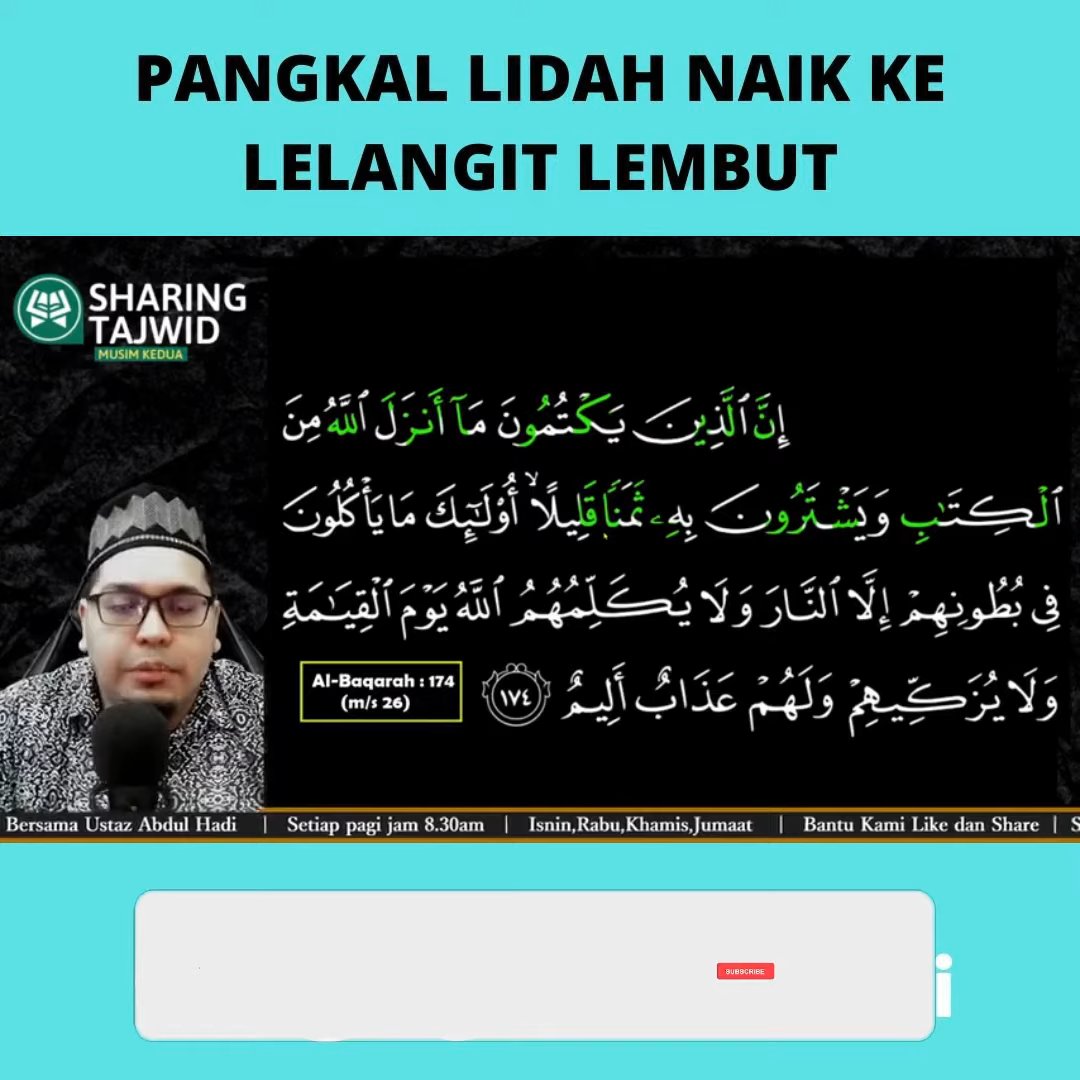 PANGKAL LIDAH NAIK KE
LELANGIT LEMBUT
SHARING
TAJWID
MUSIM KEDUA
إِنَّ ٱلَّذِينَ يَكْتُمُونَ مَآ أَنزَلَ ٱللَّهُ مِنَ
ٱلْكِتَٰبِ وَيَشْتَرُونَ بِهِۦ ثَمَنًا قَلِيلًا ۙ أُو۟لَٰٓئِكَ مَا يَأْكُلُونَ
فِى بُطُونِهِمْ إِلَّا ٱلنَّارَ وَلَا يُكَلِّمُهُمُ ٱللَّهُ يَوْمَ ٱلْقِيَٰمَةِ
وَلَا يُزَكِّيهِمْ وَلَهُمْ عَذَابٌ أَلِيمٌ ١٧٤
Al-Baqarah : 174
(m/s 26)
Bersama Ustaz Abdul Hadi | Setiap pagi jam 8.30am | Isnin,Rabu,Khamis,Jumaat | Bantu Kami Like dan Share | S
SUBSCRIBE
i